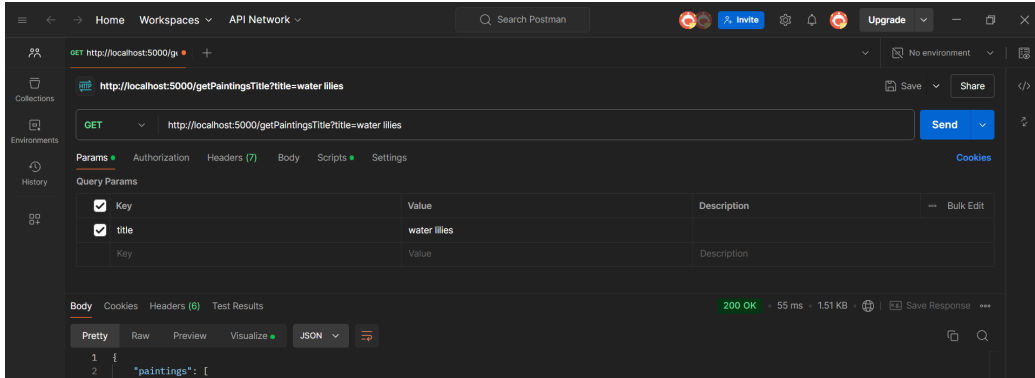 Home Workspaces API Network Search Postman Invite Upgrade
GET http://localhost:5000/ge No environment
HTTP http://localhost:5000/getPaintingsTitle?title=water lilies Save Share
Collections
GET http://localhost:5000/getPaintingsTitle?title=water lilies Send
Environments
Params Authorization Headers (7) Body Scripts Settings Cookies
History
Query Params
Key Value Description Bulk Edit
title water lilies
Key Value Description
Body Cookies Headers (6) Test Results 200 OK 55 ms 1.51 KB Save Response
Pretty Raw Preview Visualize JSON
1 {
2 "paintings": [